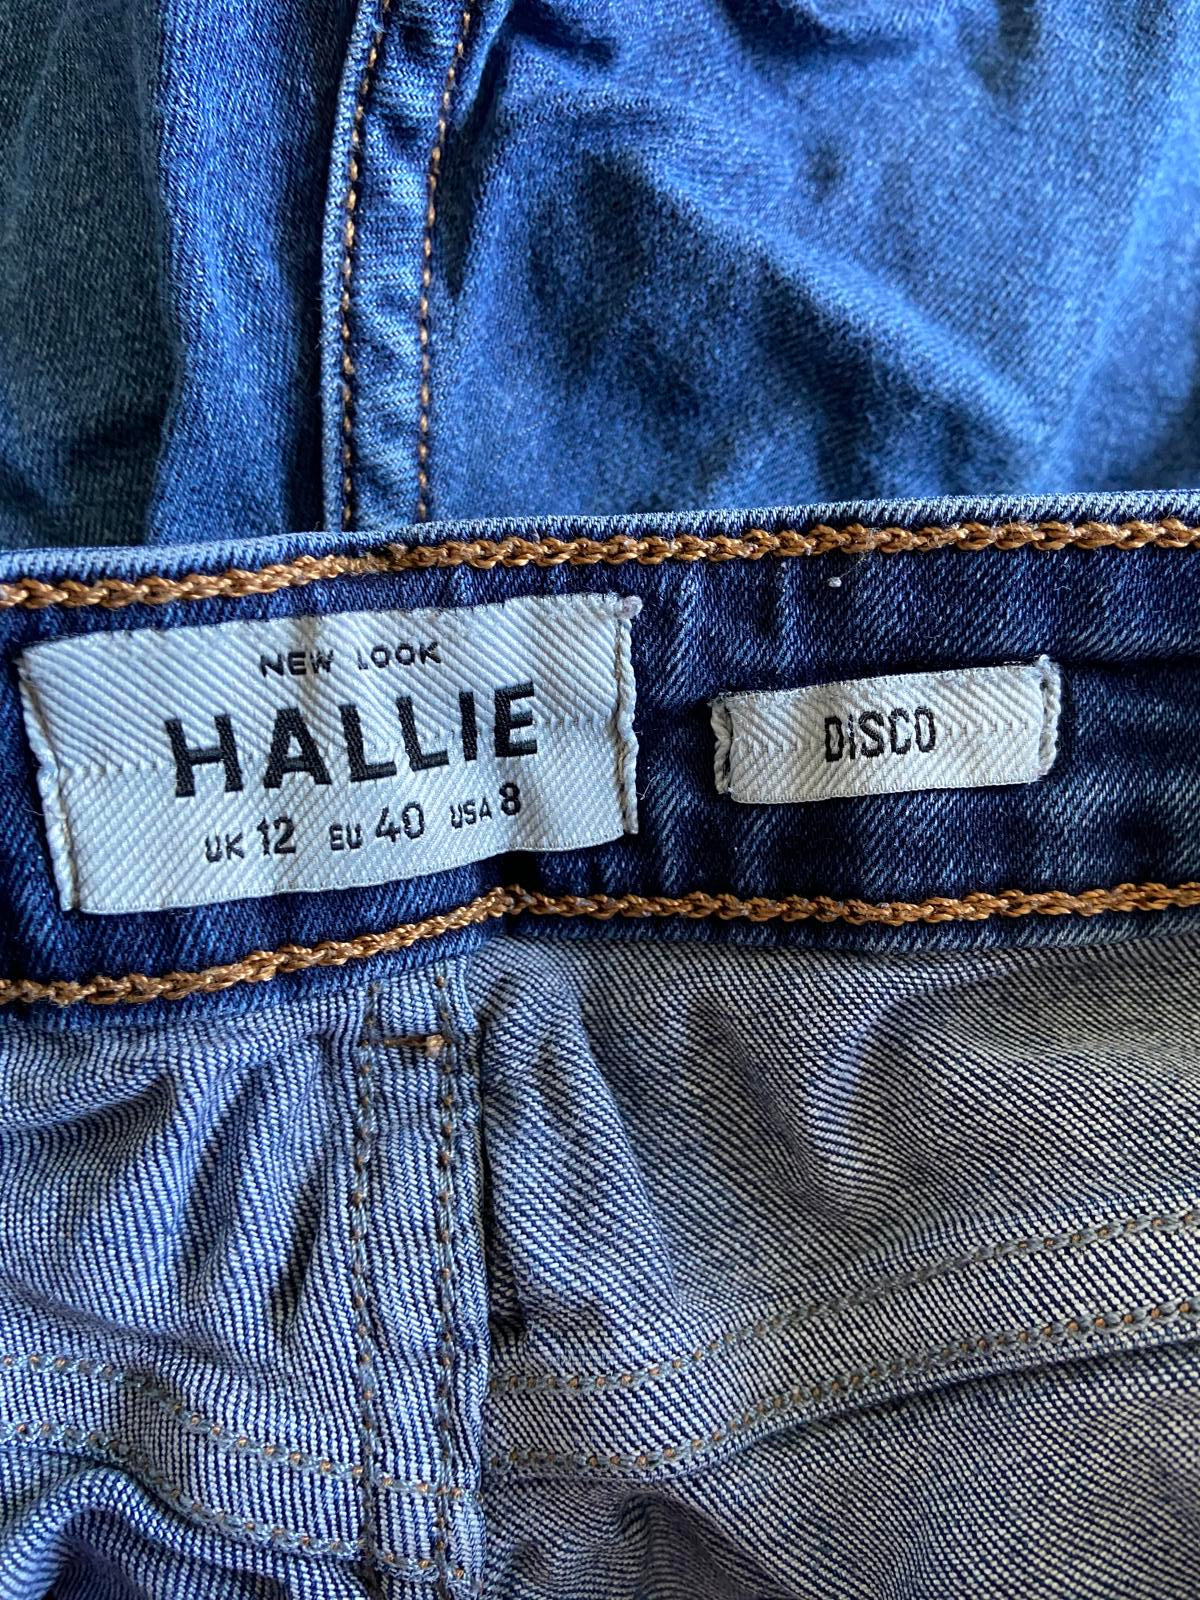 NEW LOOK
HALLIE
UK 12 EU 40 USA 8
DISCO